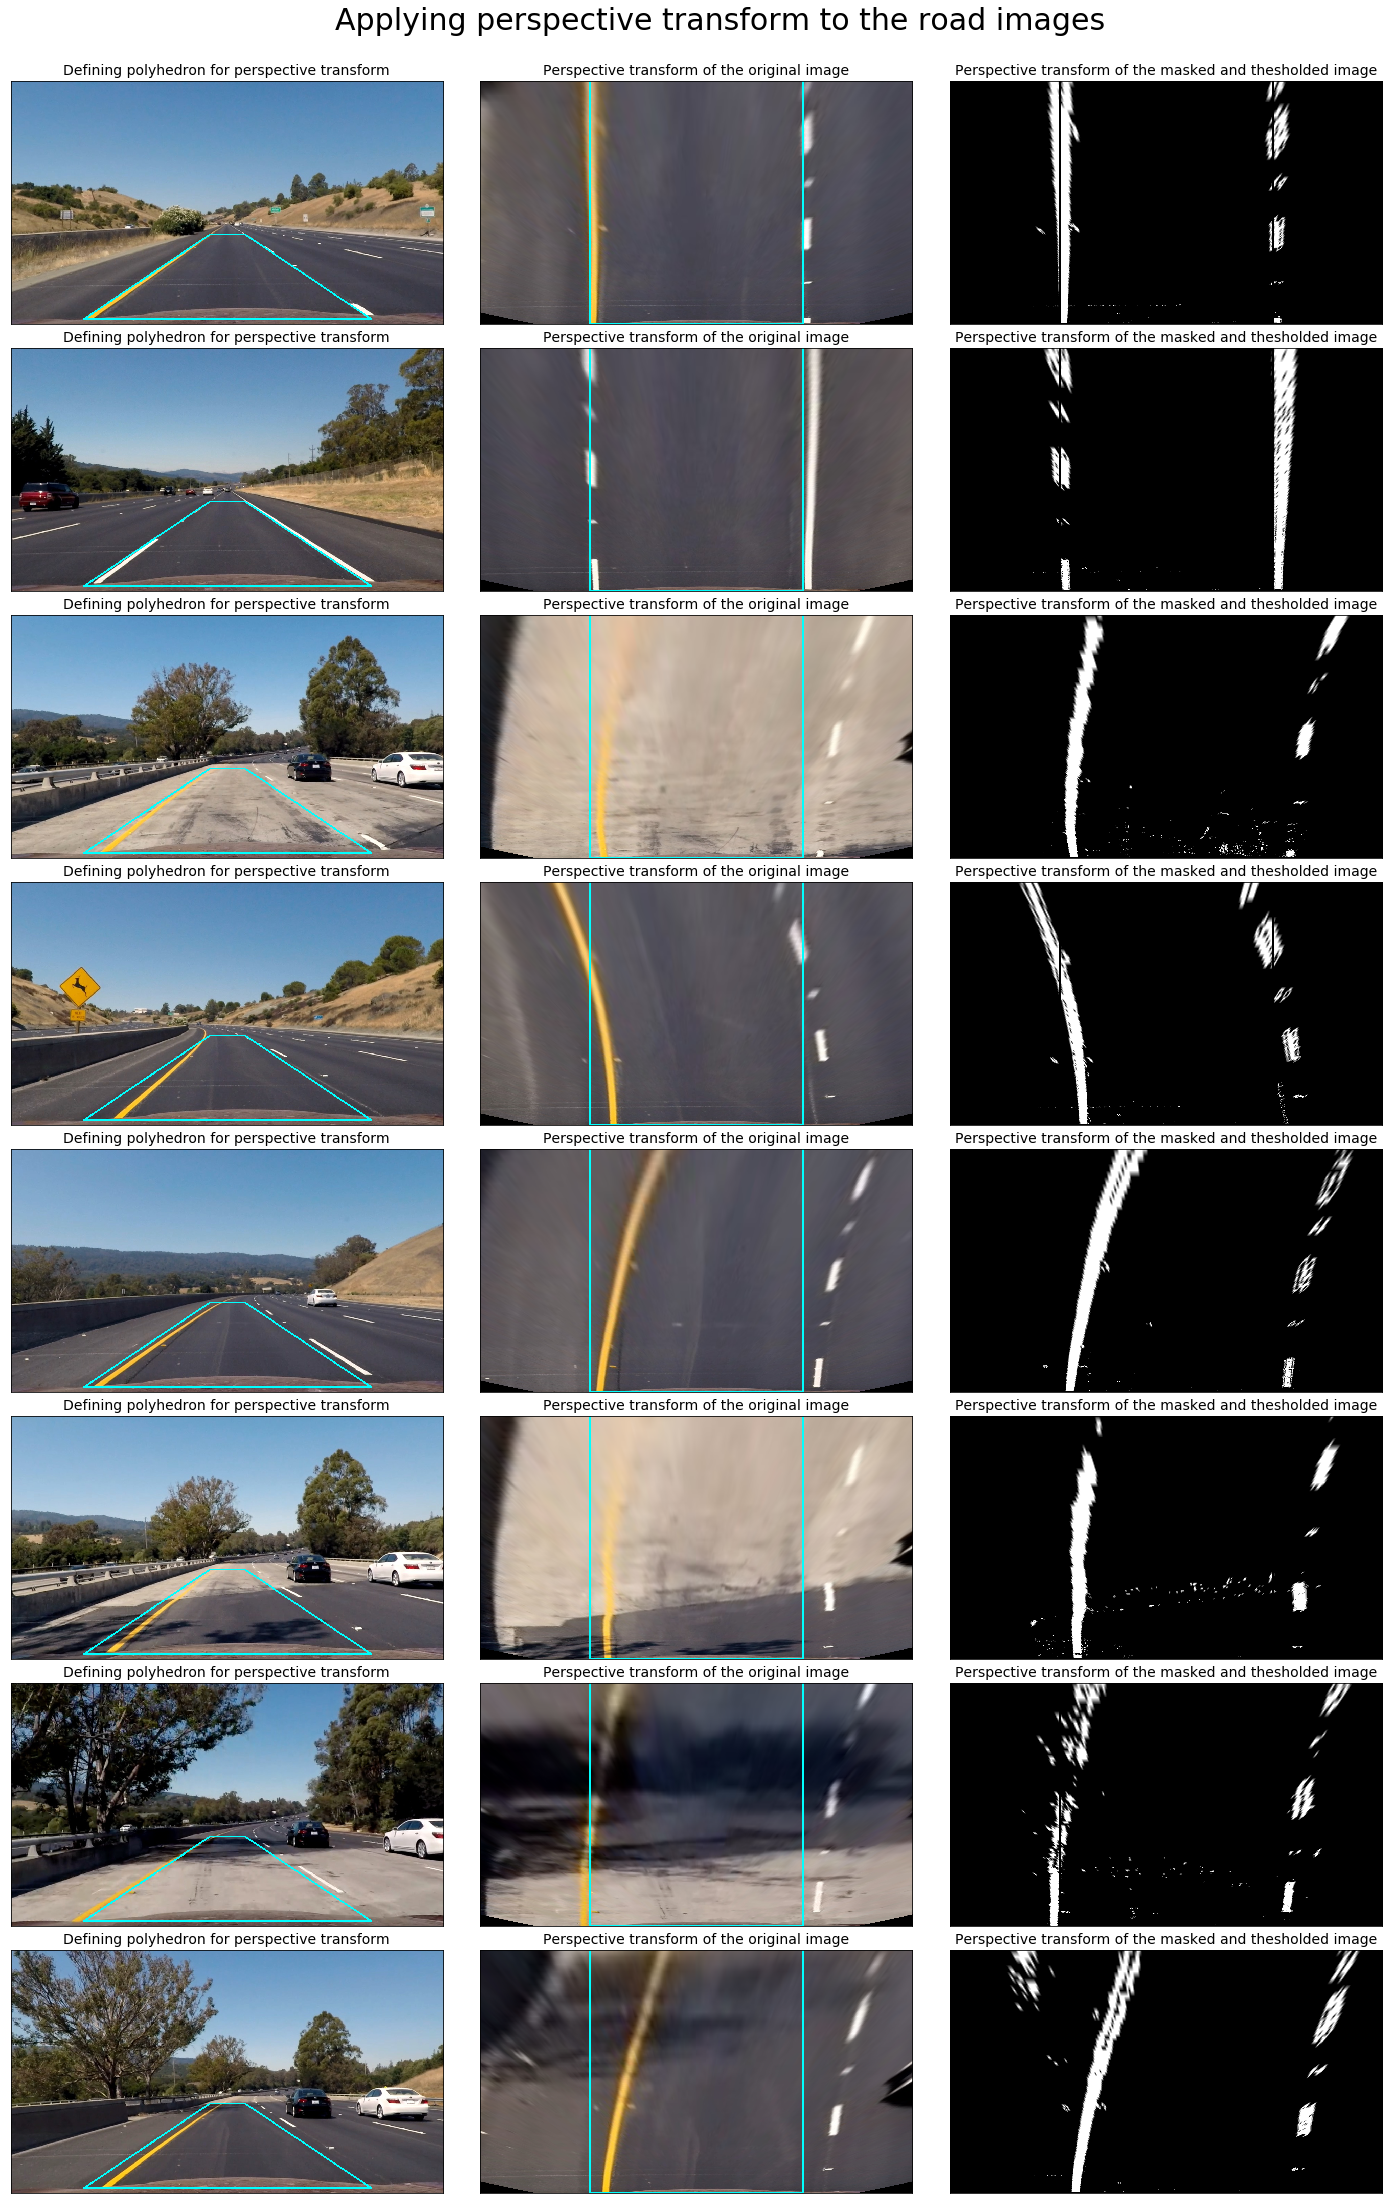 Applying perspective transform to the road images
Defining polyhedron for perspective transform
Perspective transform of the original image
Perspective transform of the masked and thesholded image
Defining polyhedron for perspective transform
Perspective transform of the original image
Perspective transform of the masked and thesholded image
Defining polyhedron for perspective transform
Perspective transform of the original image
Perspective transform of the masked and thesholded image
Defining polyhedron for perspective transform
Perspective transform of the original image
Perspective transform of the masked and thesholded image
Defining polyhedron for perspective transform
Perspective transform of the original image
Perspective transform of the masked and thesholded image
Defining polyhedron for perspective transform
Perspective transform of the original image
Perspective transform of the masked and thesholded image
Defining polyhedron for perspective transform
Perspective transform of the original image
Perspective transform of the masked and thesholded image
Defining polyhedron for perspective transform
Perspective transform of the original image
Perspective transform of the masked and thesholded image